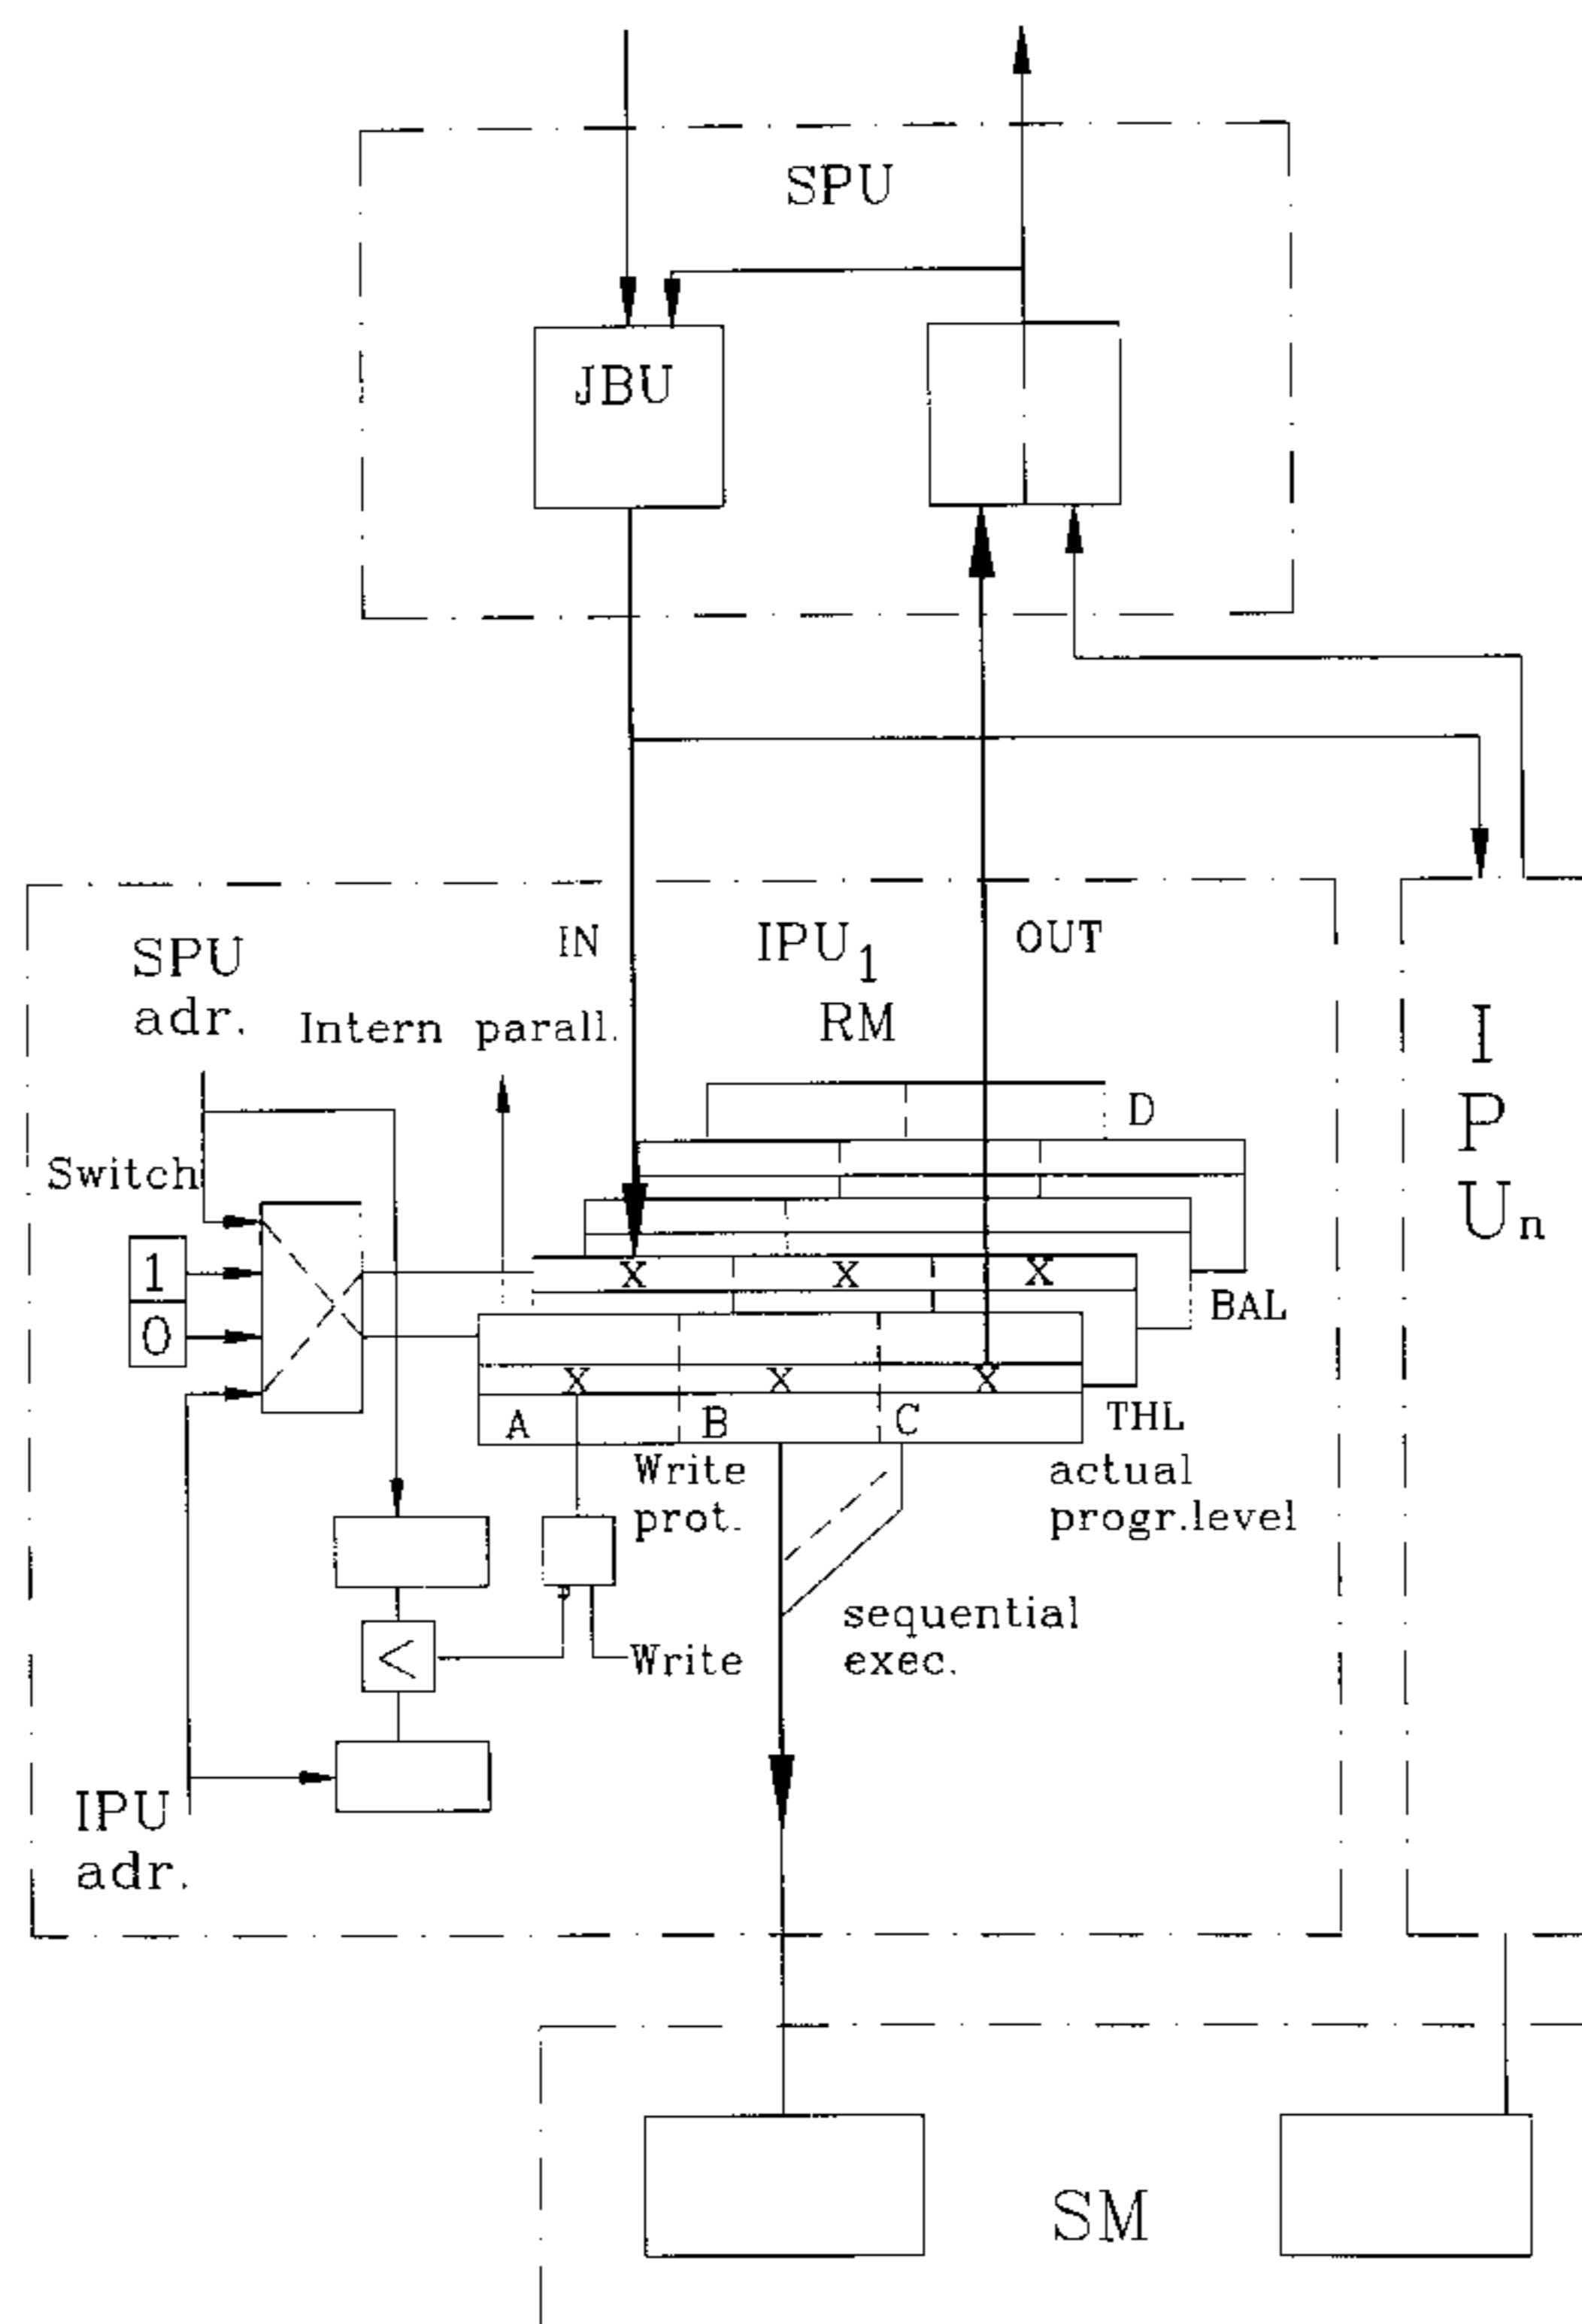 SPU
JBU
IN
IPU1
OUT
SPU
adr.
Intern parall.
RM
I
P
Un
D
Switch
1
0
X X X
BAL
X X X
A B C
THL
Write
prot.
actual
progr.level
<
Write
sequential
exec.
IPU
adr.
SM